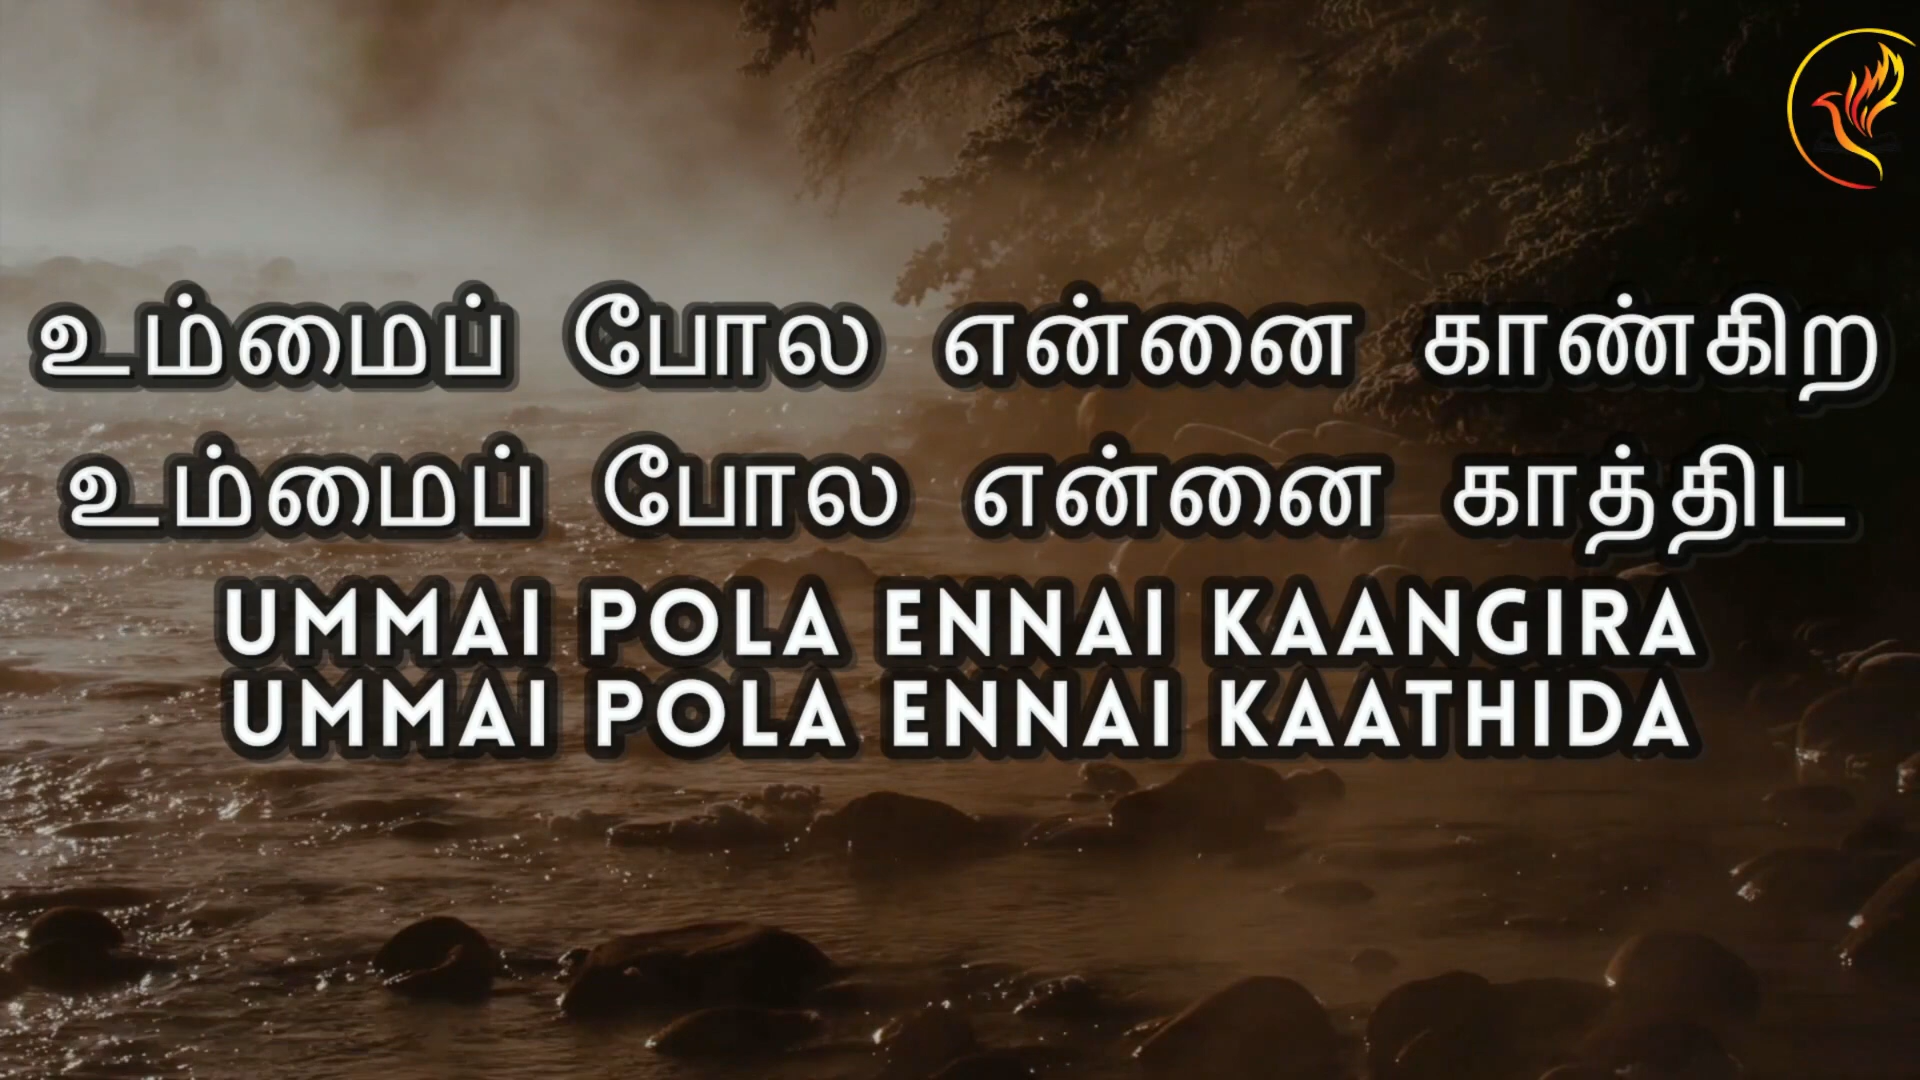 உம்மைப் போல என்னை காண்கிற
உம்மைப் போல என்னை காத்திட
UMMAI POLA ENNAI KAANGIRA
UMMAI POLA ENNAI KAATHIDA